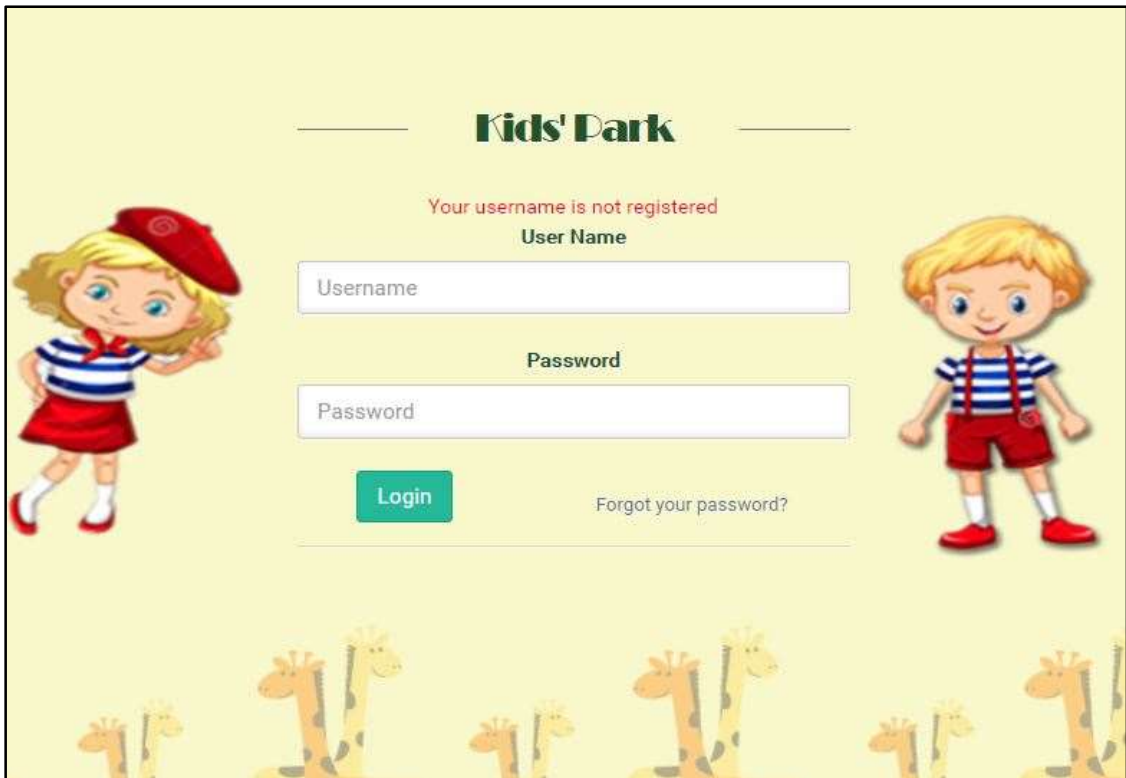 Kids' Park
Your username is not registered
User Name
Username
Password
Password
Login
Forgot your password?